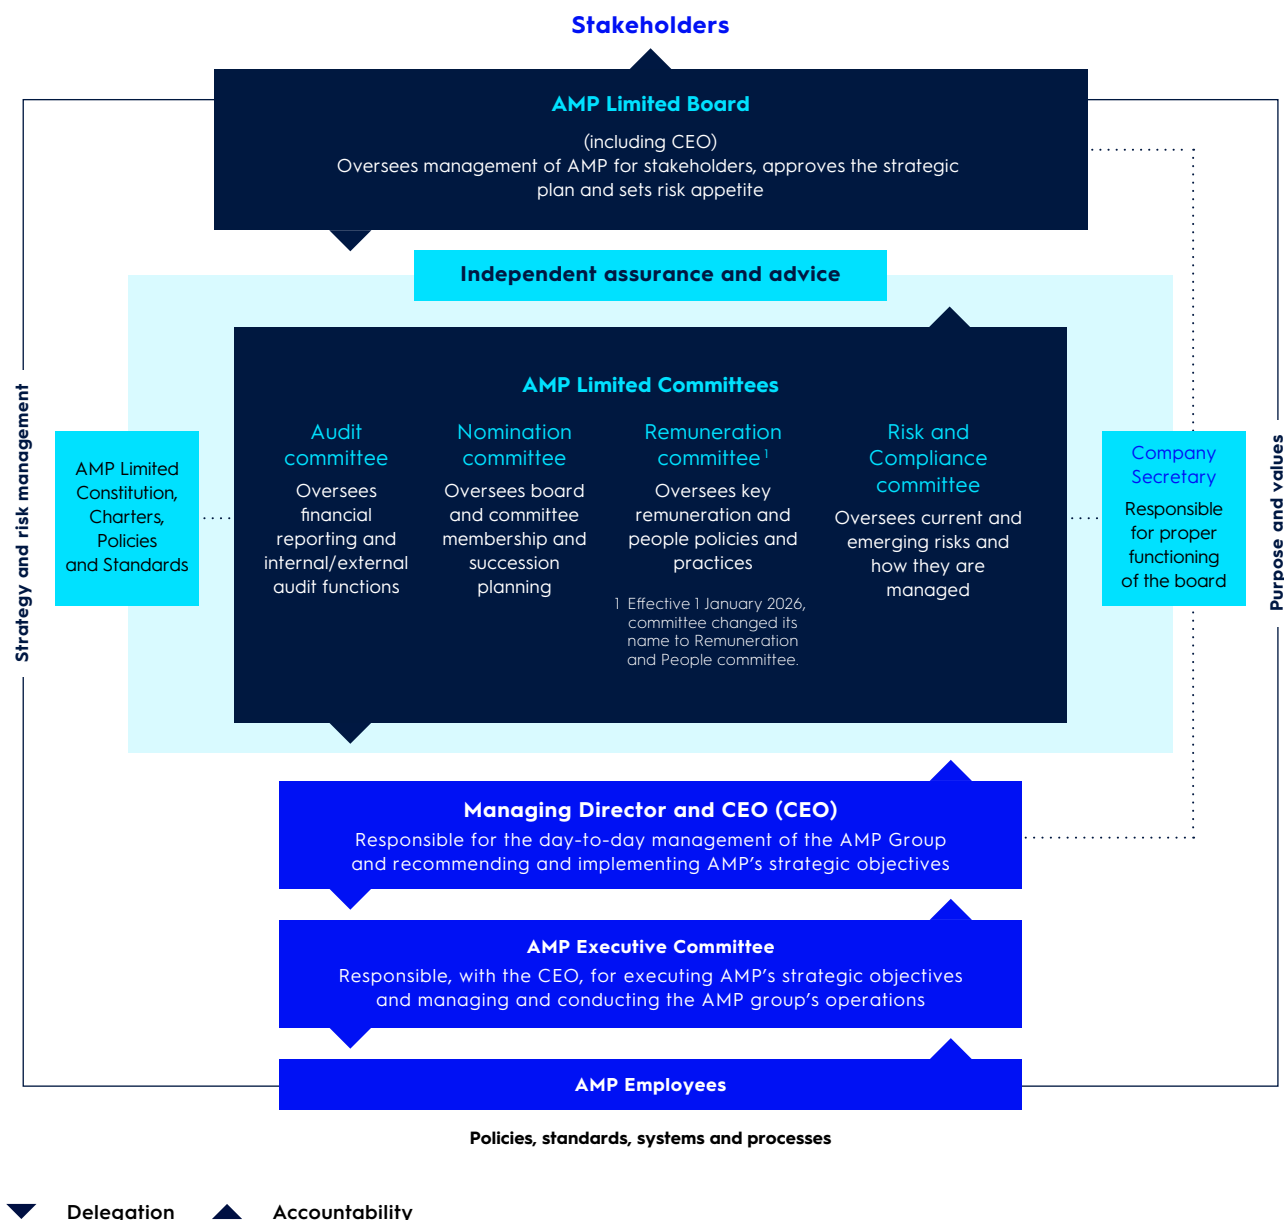 Stakeholders
AMP Limited Board
(including CEO)
Oversees management of AMP for stakeholders, approves the strategic
plan and sets risk appetite
Independent assurance and advice
Strategy and risk management
AMP Limited
Constitution,
Charters,
Policies
and Standards
AMP Limited Committees
Audit
committee
Oversees
financial
reporting and
internal/external
audit functions
Nomination
committee
Oversees board
and committee
membership and
succession
planning
Remuneration
committee¹
Oversees key
remuneration and
people policies and
practices
1 Effective 1 January 2026,
committee changed its
name to Remuneration
and People committee.
Risk and
Compliance
committee
Oversees current and
emerging risks and
how they are
managed
Company
Secretary
Responsible
for proper
functioning
of the board
Purpose and values
Managing Director and CEO (CEO)
Responsible for the day-to-day management of the AMP Group
and recommending and implementing AMP's strategic objectives
AMP Executive Committee
Responsible, with the CEO, for executing AMP's strategic objectives
and managing and conducting the AMP group's operations
AMP Employees
Policies, standards, systems and processes
Delegation
Accountability